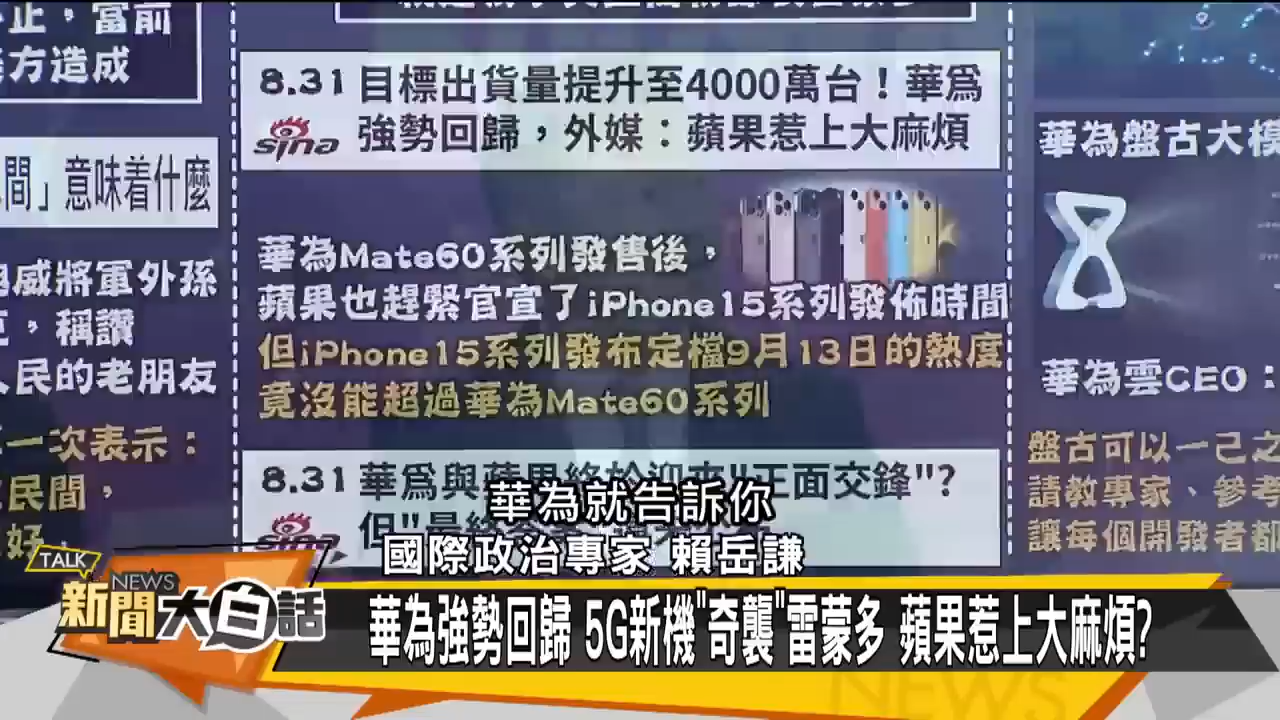 止，當前
方造成
間」意味着什麼
威將軍外孫
，稱讚
人民的老朋友
一次表示：
民間，
好，
8.31 目標出貨量提升至4000萬台！華爲
sina 強勢回歸，外媒：蘋果惹上大麻煩
華為Mate60系列發售後，
蘋果也趕緊官宣了iPhone15系列發佈時間
但iPhone15系列發布定檔9月13日的熱度
竟沒能超過華為Mate60系列
8.31 華爲與蘋果終於迎來"正面交鋒"?
但"最終
華為盤古大模
華為雲CEO：
盤古可以一己之
請教專家、參考
讓每個開發者都
華為就告訴你
國際政治專家 賴岳謙
TALK
NEWS
新聞大白話
華為強勢回歸 5G新機"奇襲"雷蒙多 蘋果惹上大麻煩?
NEWS